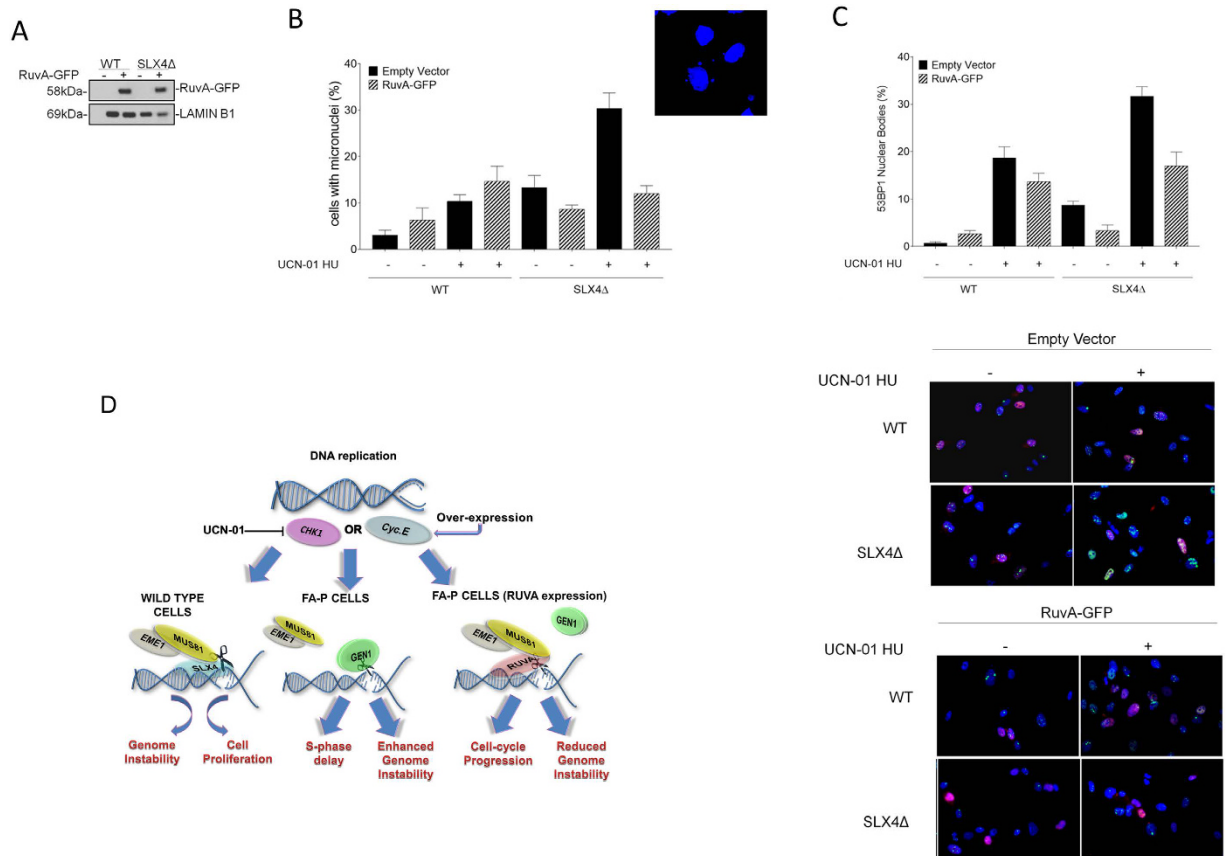 A
WT SLX4Δ
RuvA-GFP - + - +
58kDa- -RuvA-GFP
69kDa- -LAMIN B1
B
Empty Vector
RuvA-GFP
cells with micronuclei (%)
40
30
20
10
0
UCN-01 HU - - + + - - + +
WT SLX4Δ
C
Empty Vector
RuvA-GFP
53BP1 Nuclear Bodies (%)
40
30
20
10
0
UCN-01 HU - - + + - - + +
WT SLX4Δ
Empty Vector
UCN-01 HU - +
WT
SLX4Δ
RuvA-GFP
UCN-01 HU - +
WT
SLX4Δ
D
DNA replication
UCN-01 CHK1 OR Cyc.E Over-expression
WILD TYPE
CELLS
EME1 MUS81
SLX4
Genome
Instability
Cell
Proliferation
FA-P CELLS
EME1 MUS81
GEN1
S-phase
delay
Enhanced
Genome
Instability
FA-P CELLS (RUVA expression)
GEN1
EME1 MUS81
RUVA
Cell-cycle
Progression
Reduced
Genome
Instability